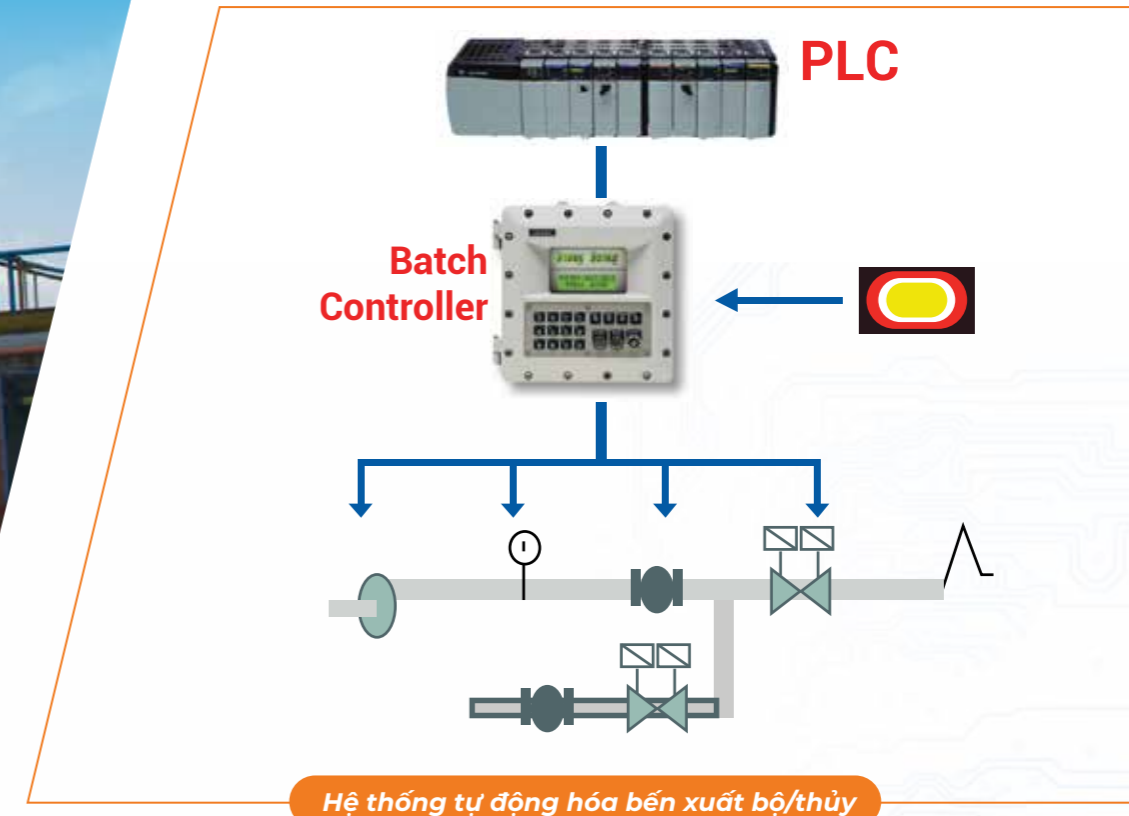 PLC
Batch
Controller
Hệ thống tự động hóa bến xuất bộ/thủy